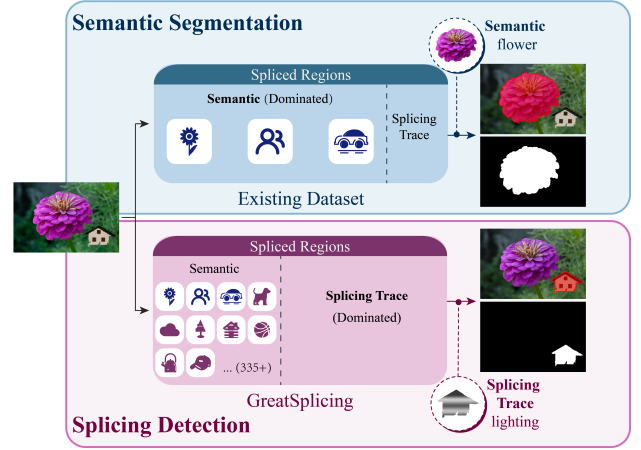 Semantic Segmentation
Semantic
flower
Spliced Regions
Semantic (Dominated)
Splicing
Trace
Existing Dataset
Spliced Regions
Semantic
Splicing Trace
(Dominated)
... (335+)
GreatSplicing
Splicing
Trace
lighting
Splicing Detection